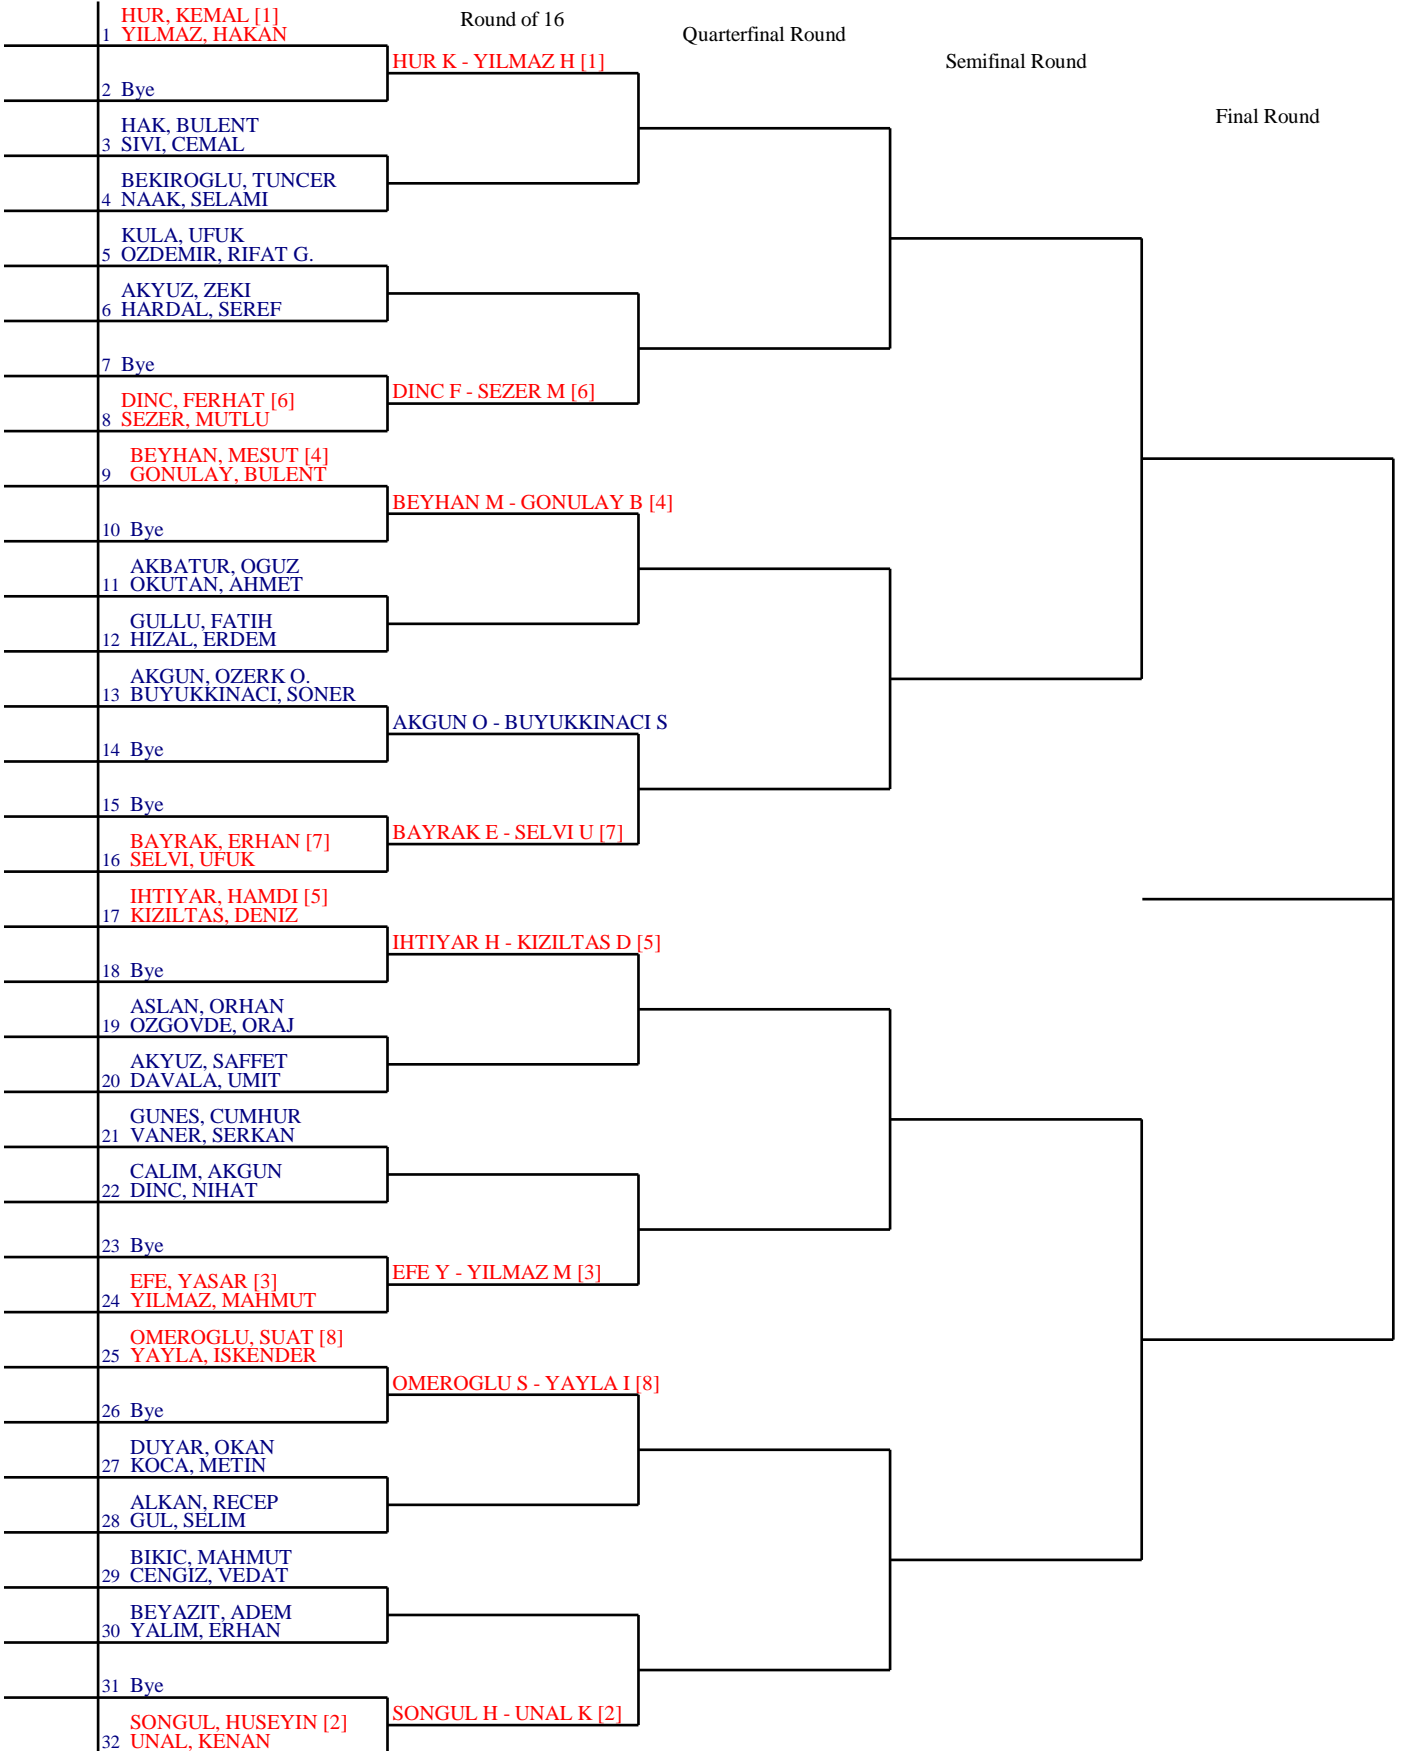 HUR, KEMAL [1]
1 YILMAZ, HAKAN
Round of 16
Quarterfinal Round
Semifinal Round
Final Round
HUR K - YILMAZ H [1]
2 Bye
HAK, BULENT
3 SIVI, CEMAL
BEKIROGLU, TUNCER
4 NAAK, SELAMI
KULA, UFUK
5 OZDEMIR, RIFAT G.
AKYUZ, ZEKI
6 HARDAL, SEREF
7 Bye
DINC F - SEZER M [6]
DINC, FERHAT [6]
8 SEZER, MUTLU
BEYHAN, MESUT [4]
9 GONULAY, BULENT
BEYHAN M - GONULAY B [4]
10 Bye
AKBATUR, OGUZ
11 OKUTAN, AHMET
GULLU, FATIH
12 HIZAL, ERDEM
AKGUN, OZERK O.
13 BUYUKKINACI, SONER
AKGUN O - BUYUKKINACI S
14 Bye
15 Bye
BAYRAK E - SELVI U [7]
BAYRAK, ERHAN [7]
16 SELVI, UFUK
IHTIYAR, HAMDI [5]
17 KIZILTAS, DENIZ
IHTIYAR H - KIZILTAS D [5]
18 Bye
ASLAN, ORHAN
19 OZGOVDE, ORAJ
AKYUZ, SAFFET
20 DAVALA, UMIT
GUNES, CUMHUR
21 VANER, SERKAN
CALIM, AKGUN
22 DINC, NIHAT
23 Bye
EFE Y - YILMAZ M [3]
EFE, YASAR [3]
24 YILMAZ, MAHMUT
OMEROGLU, SUAT [8]
25 YAYLA, ISKENDER
OMEROGLU S - YAYLA I [8]
26 Bye
DUYAR, OKAN
27 KOCA, METIN
ALKAN, RECEP
28 GUL, SELIM
BIKIC, MAHMUT
29 CENGIZ, VEDAT
BEYAZIT, ADEM
30 YALIM, ERHAN
31 Bye
SONGUL H - UNAL K [2]
SONGUL, HUSEYIN [2]
32 UNAL, KENAN